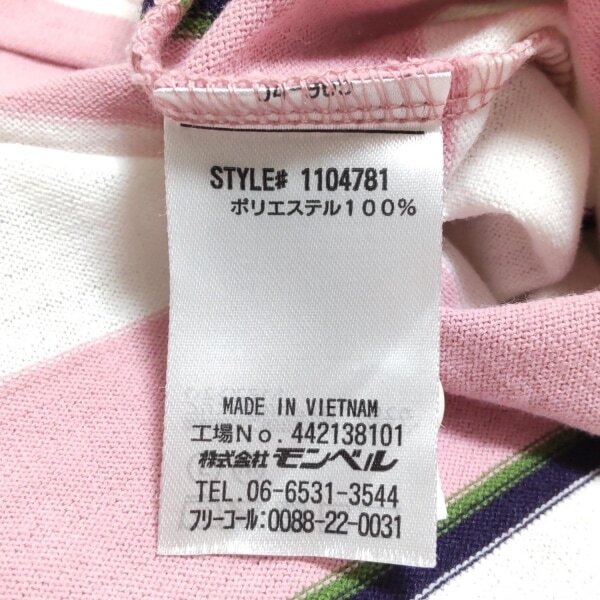 STYLE# 1104781
ポリエステル100%
MADE IN VIETNAM
工場No. 442138101
株式会社 モンベル
TEL. 06-6531-3544
フリーコール:0088-22-0031